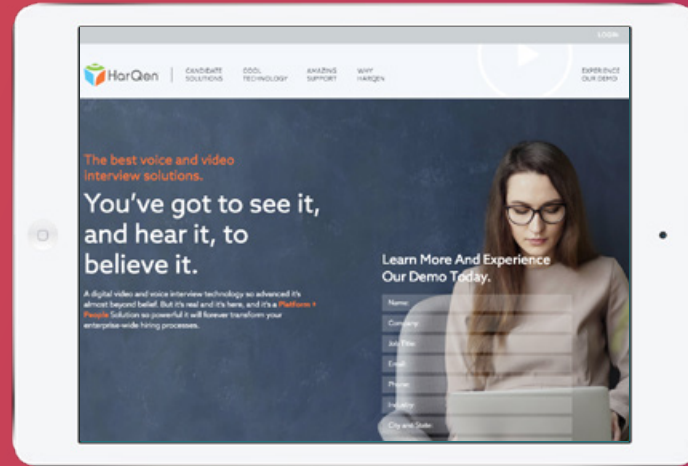 LOGIN
HarQen
CANDIDATE SOLUTIONS
COOL TECHNOLOGY
AMAZING SUPPORT
WHY HARQEN
EXPERIENCE OUR DEMO
The best voice and video
interview solutions.
You've got to see it,
and hear it, to
believe it.
A digital video and voice interview technology so advanced it's
almost beyond belief. But it's real and it's here, and it's a Platform +
People Solution so powerful it will forever transform your
enterprise-wide hiring processes.
Learn More And Experience
Our Demo Today.
Name:
Company:
Job Title:
Email:
Phone:
Industry:
City and State: